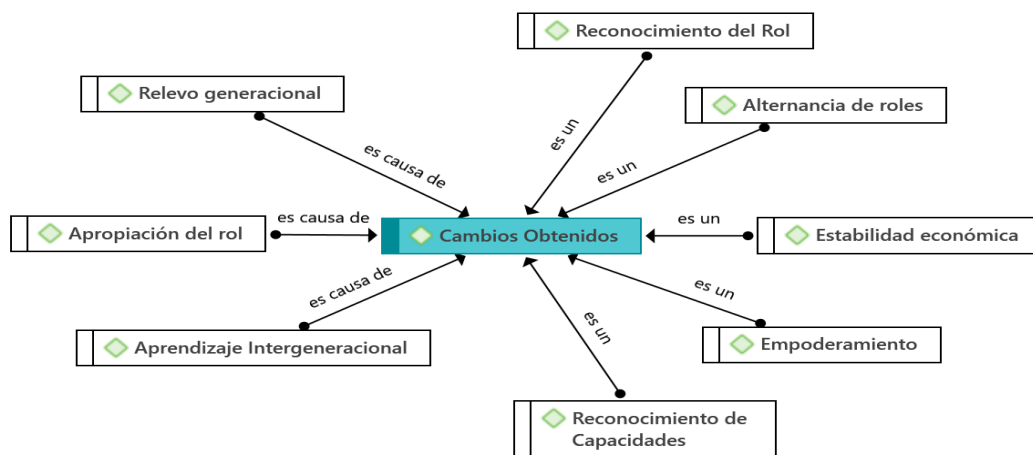 Reconocimiento del Rol
Relevo generacional
Alternancia de roles
es causa de
es un
es un
Apropiación del rol
es causa de
Cambios Obtenidos
es un
Estabilidad económica
es causa de
es un
es un
Aprendizaje Intergeneracional
Empoderamiento
Reconocimiento de
Capacidades